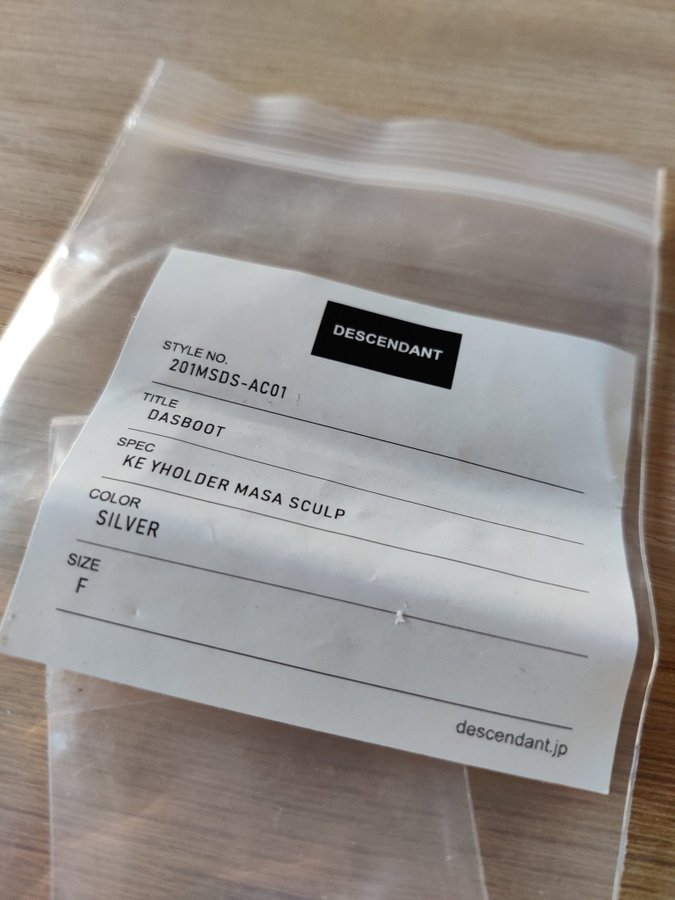 DESCENDANT
STYLE NO.
201MSDS-AC01
TITLE
DASBOOT
SPEC
KE YHOLDER MASA SCULP
COLOR
SILVER
SIZE
F
descendant.jp